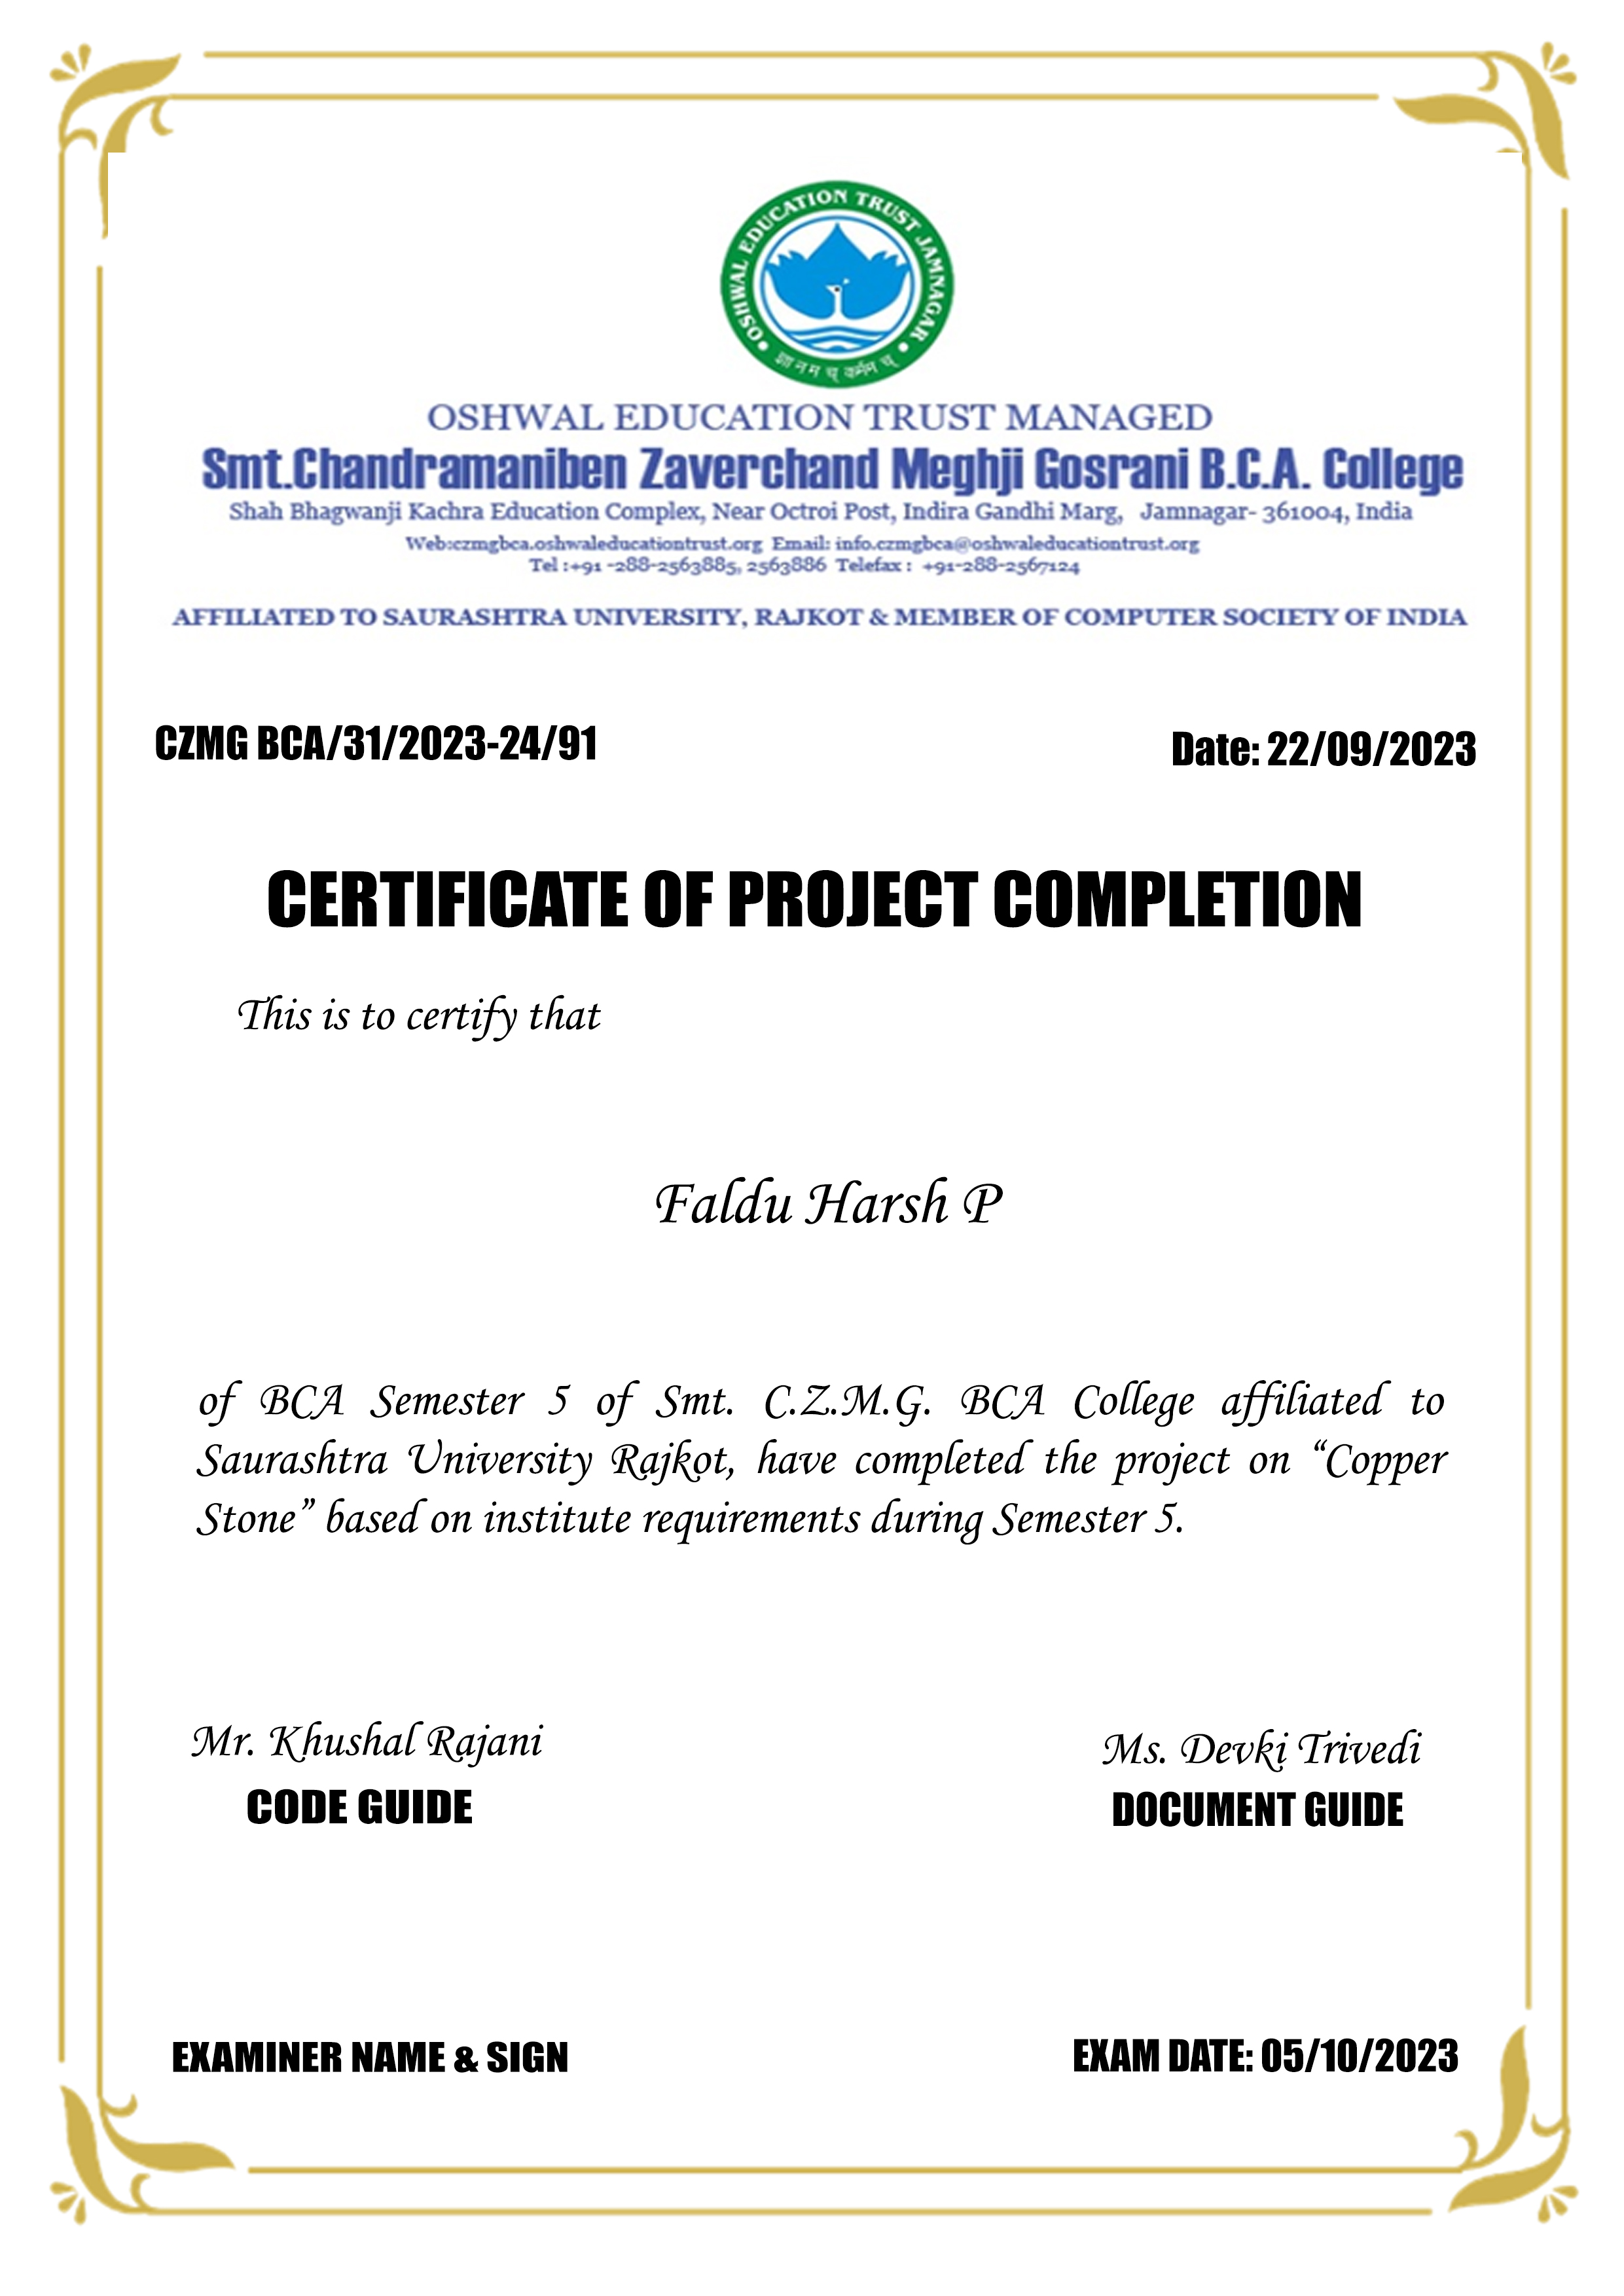 OSHWAL EDUCATION TRUST JAMNAGAR
OSHWAL EDUCATION TRUST MANAGED
Smt.Chandramaniben Zaverchand Meghji Gosrani B.C.A. College
Shah Bhagwanji Kachra Education Complex, Near Octroi Post, Indira Gandhi Marg, Jamnagar- 361004, India
Web:czmgbca.oshwaleducationtrust.org Email: info.czmgbca@oshwaleducationtrust.org
Tel :+91 -288-2563885, 2563886 Telefax : +91-288-2567124
AFFILIATED TO SAURASHTRA UNIVERSITY, RAJKOT & MEMBER OF COMPUTER SOCIETY OF INDIA
CZMG BCA/31/2023-24/91
Date: 22/09/2023
CERTIFICATE OF PROJECT COMPLETION
This is to certify that
Faldu Harsh P
of BCA Semester 5 of Smt. C.Z.M.G. BCA College affiliated to
Saurashtra University Rajkot, have completed the project on “Copper
Stone” based on institute requirements during Semester 5.
Mr. Khushal Rajani
CODE GUIDE
Ms. Devki Trivedi
DOCUMENT GUIDE
EXAMINER NAME & SIGN
EXAM DATE: 05/10/2023